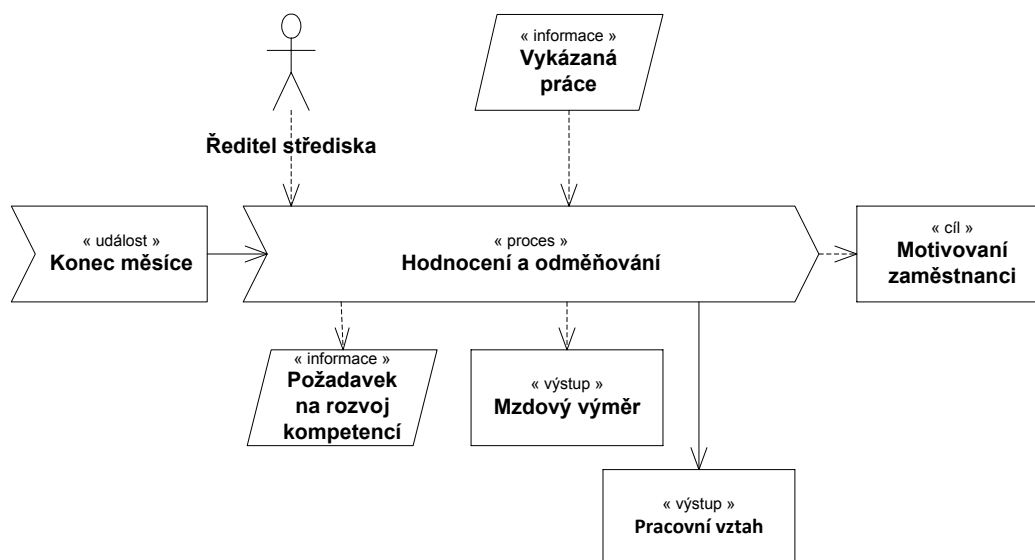 « informace »
Vykázaná
práce
Ředitel střediska
« událost »
Konec měsíce
« proces »
Hodnocení a odměňování
« cíl »
Motivovaní
zaměstnanci
« informace »
Požadavek
na rozvoj
kompetencí
« výstup »
Mzdový výměr
« výstup »
Pracovní vztah